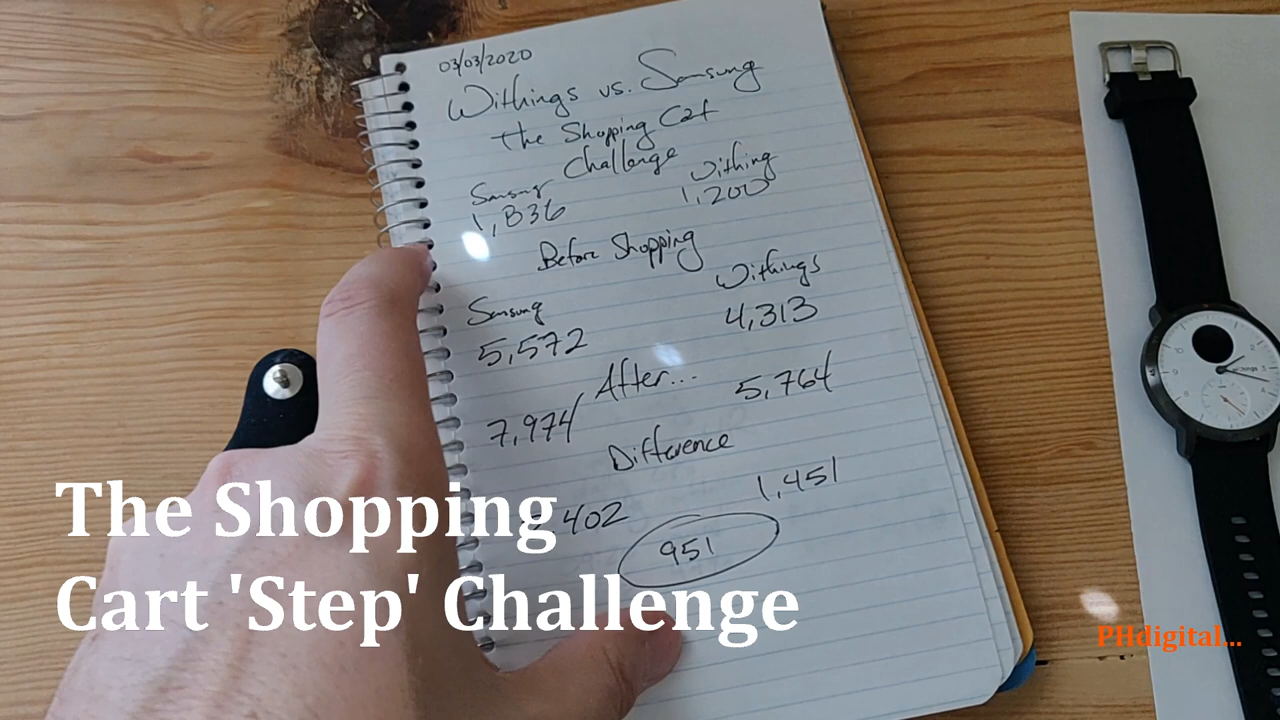 03/03/2020
Withings vs. Samsung
The Shopping Cart
Challenge
Samsung Withing
1,836 1,200
Before Shopping
Samsung Withings
5,572 4,313
After...
7,974 5,764
Difference
402 1,451
951
The Shopping
Cart 'Step' Challenge
PHdigital...